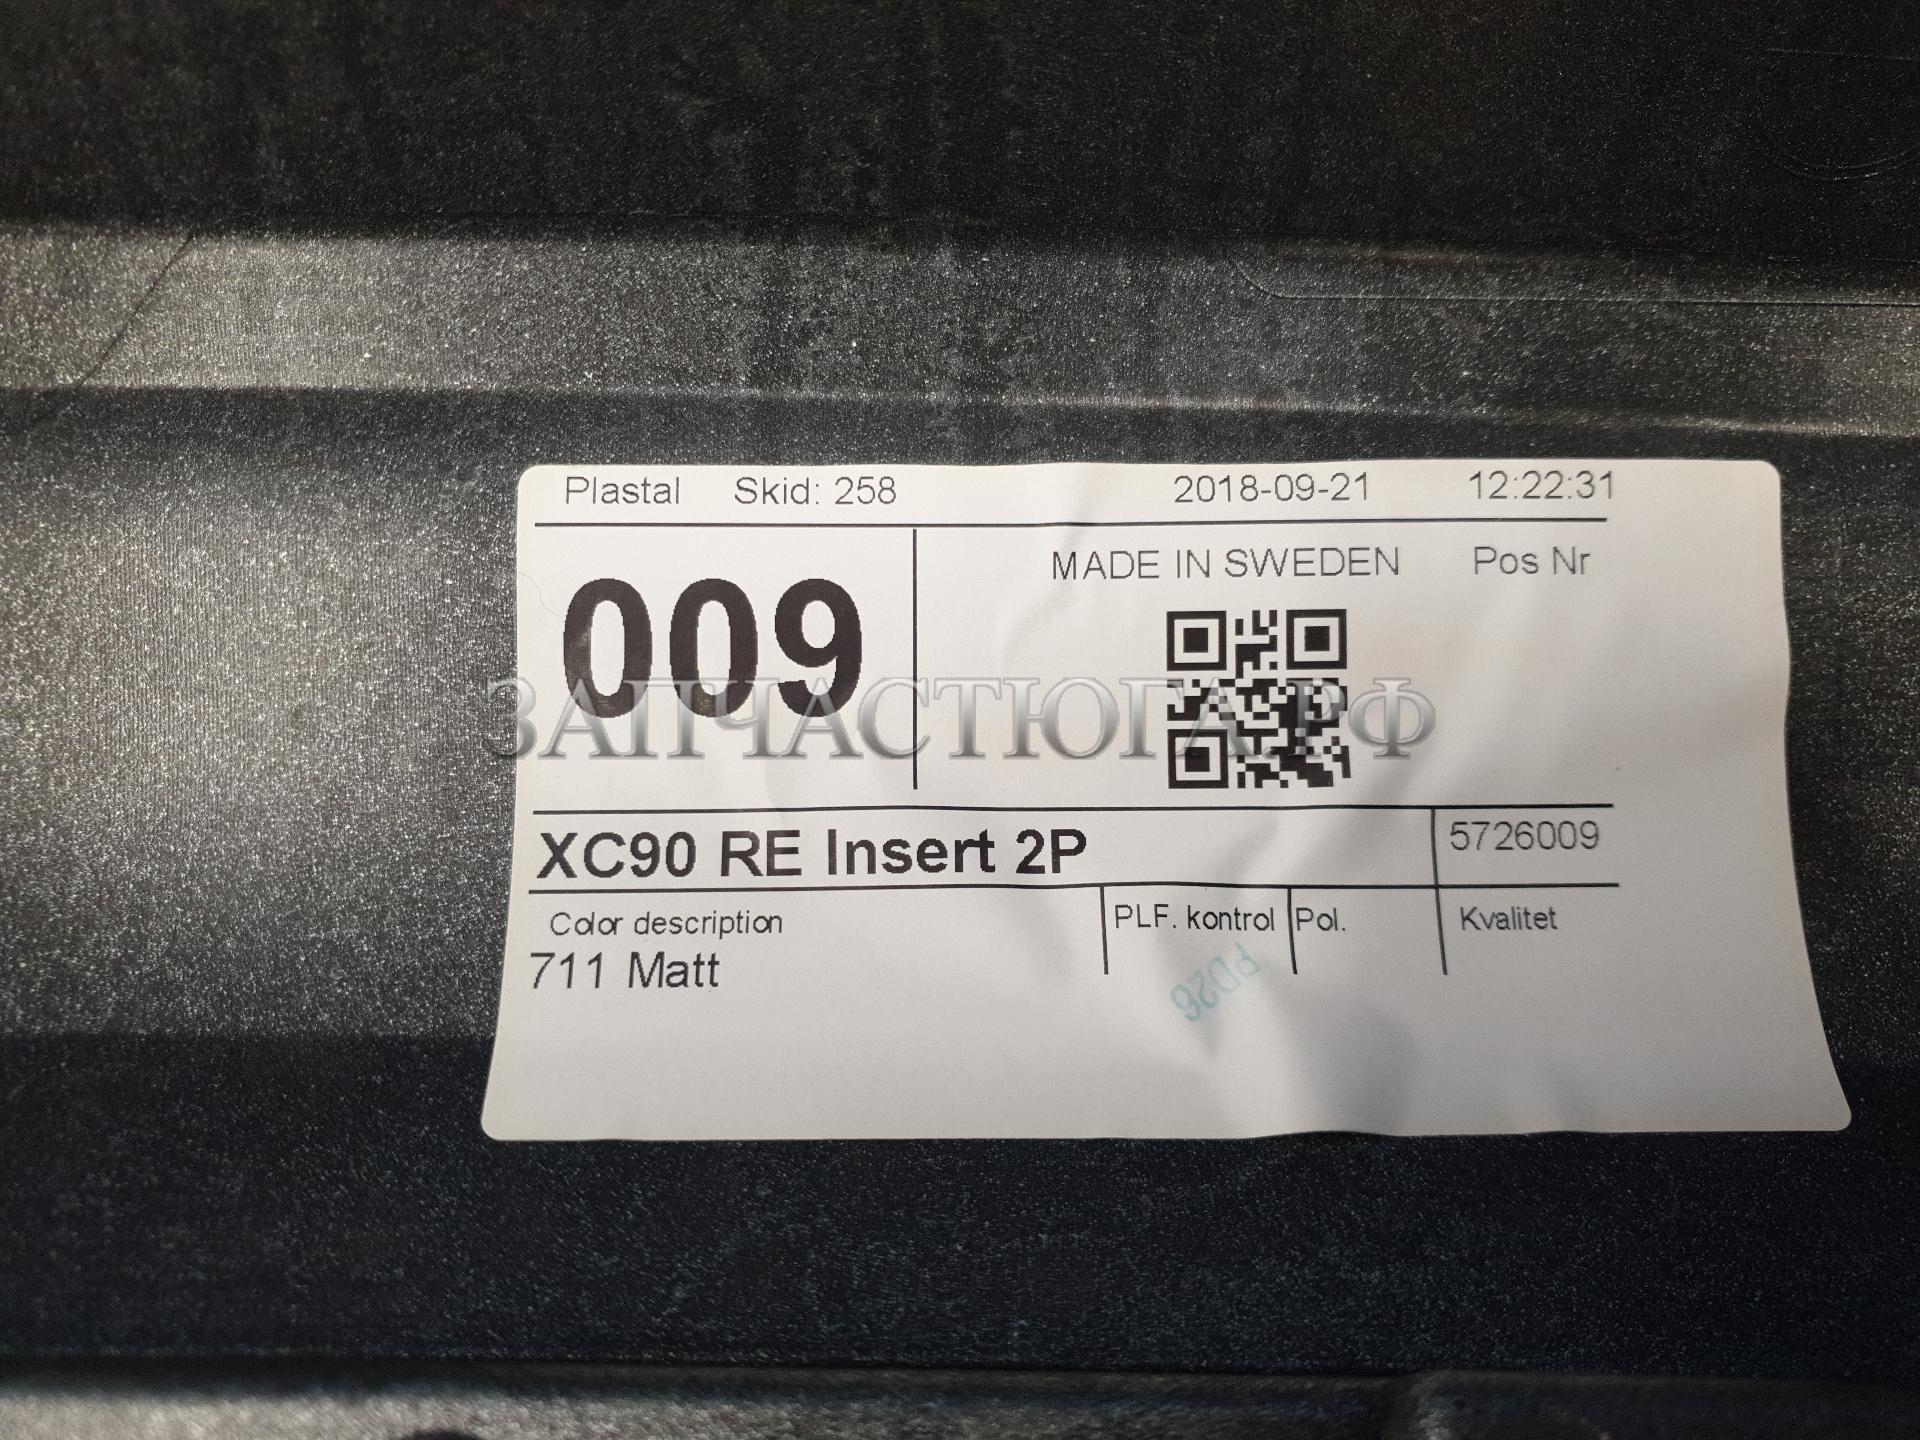 Plastal Skid: 258 2018-09-21 12:22:31
009
MADE IN SWEDEN Pos Nr
ЗАПЧАСТЮГА.РФ
XC90 RE Insert 2P 5726009
Color description PLF. kontrol Pol. Kvalitet
711 Matt
PD26